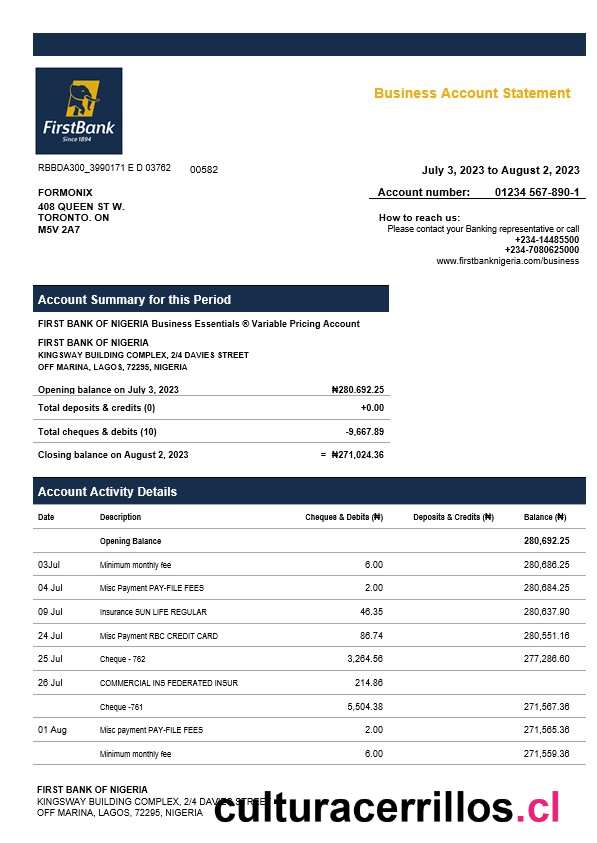 FirstBank
Since 1894
Business Account Statement
RBBDA300_3990171 E D 03762 00582
July 3, 2023 to August 2, 2023
FORMONIX
Account number: 01234 567-890-1
408 QUEEN ST W.
TORONTO. ON
M5V 2A7
How to reach us:
Please contact your Banking representative or call
+234-14485500
+234-7080625000
www.firstbanknigeria.com/business
Account Summary for this Period
FIRST BANK OF NIGERIA Business Essentials ® Variable Pricing Account
FIRST BANK OF NIGERIA
KINGSWAY BUILDING COMPLEX, 2/4 DAVIES STREET
OFF MARINA, LAGOS, 72295, NIGERIA
Opening balance on July 3, 2023 ₦280.692.25
Total deposits & credits (0) +0.00
Total cheques & debits (10) -9,667.89
Closing balance on August 2, 2023 = ₦271,024.36
Account Activity Details
Date Description Cheques & Debits (₦) Deposits & Credits (₦) Balance (₦)
Opening Balance 280,692.25
03Jul Minimum monthly fee 6.00 280,686.25
04 Jul Misc Payment PAY-FILE FEES 2.00 280,684.25
09 Jul Insurance SUN LIFE REGULAR 46.35 280,637.90
24 Jul Misc Payment RBC CREDIT CARD 86.74 280,551.16
25 Jul Cheque - 762 3,264.56 277,286.60
26 Jul COMMERCIAL INS FEDERATED INSUR 214.86
Cheque -761 5,504.38 271,567.36
01 Aug Misc payment PAY-FILE FEES 2.00 271,565.36
Minimum monthly fee 6.00 271,559.36
FIRST BANK OF NIGERIA
KINGSWAY BUILDING COMPLEX, 2/4 DAVIES STREET
OFF MARINA, LAGOS, 72295, NIGERIA
culturacerrillos.cl